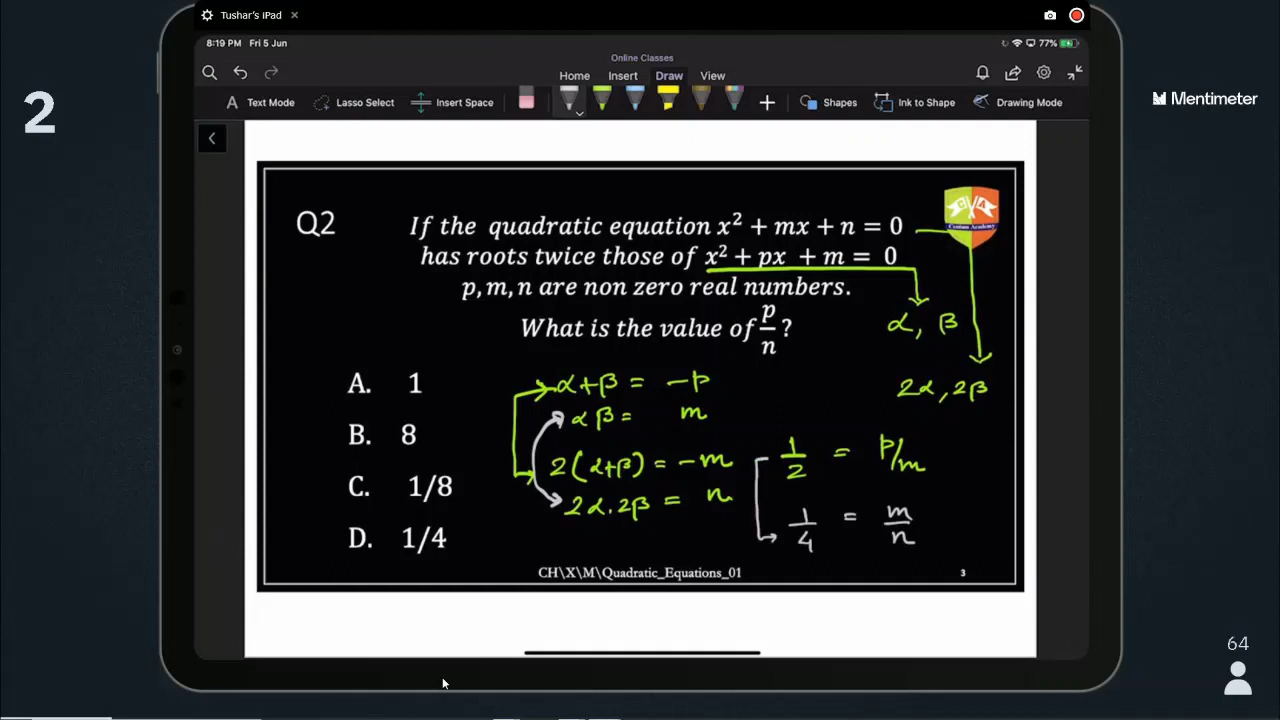 Tushar's iPad ×
8:19 PM Fri 5 Jun
77%
Online Classes
Home Insert Draw View
Text Mode Lasso Select Insert Space Shapes Ink to Shape Drawing Mode
2
Mentimeter
Q2
If the quadratic equation x² + mx + n = 0
has roots twice those of x² + px + m = 0
p, m, n are non zero real numbers.
What is the value of p/n?
α, β
2α, 2β
A. 1
B. 8
C. 1/8
D. 1/4
α+β = -p
αβ = m
2(α+β) = -m
2α.2β = n
1/2 = p/m
1/4 = m/n
CH\X\M\Quadratic_Equations_01
3
64